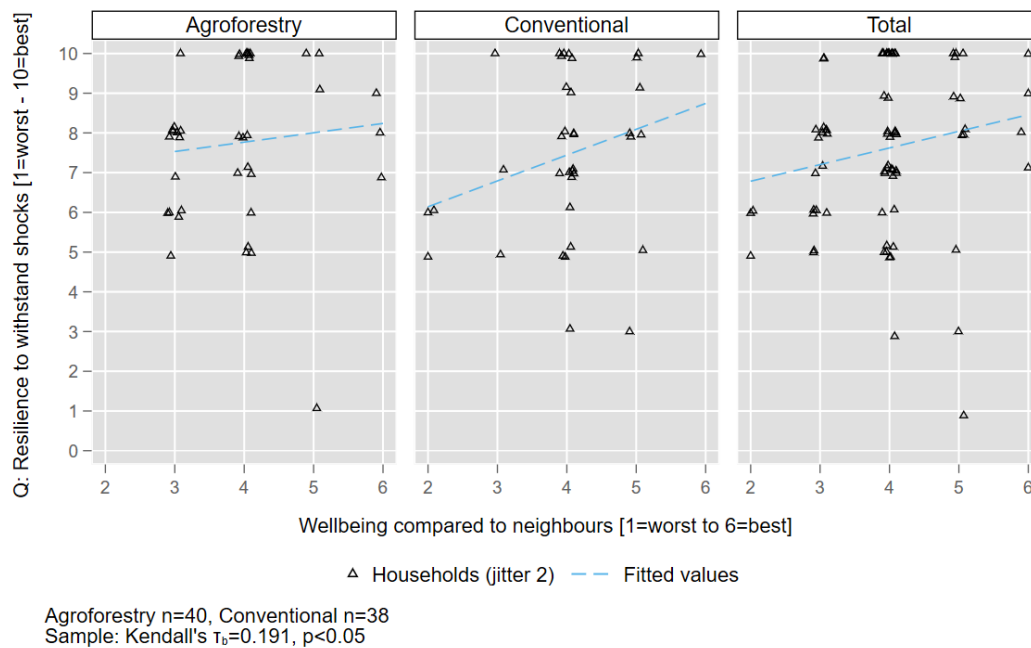 Agroforestry
Conventional
Total
Q: Resilience to withstand shocks [1=worst - 10=best]
10
9
8
7
6
5
4
3
2
1
0
2 3 4 5 6
2 3 4 5 6
2 3 4 5 6
Wellbeing compared to neighbours [1=worst to 6=best]
Households (jitter 2)
Fitted values
Agroforestry n=40, Conventional n=38
Sample: Kendall's τb=0.191, p<0.05